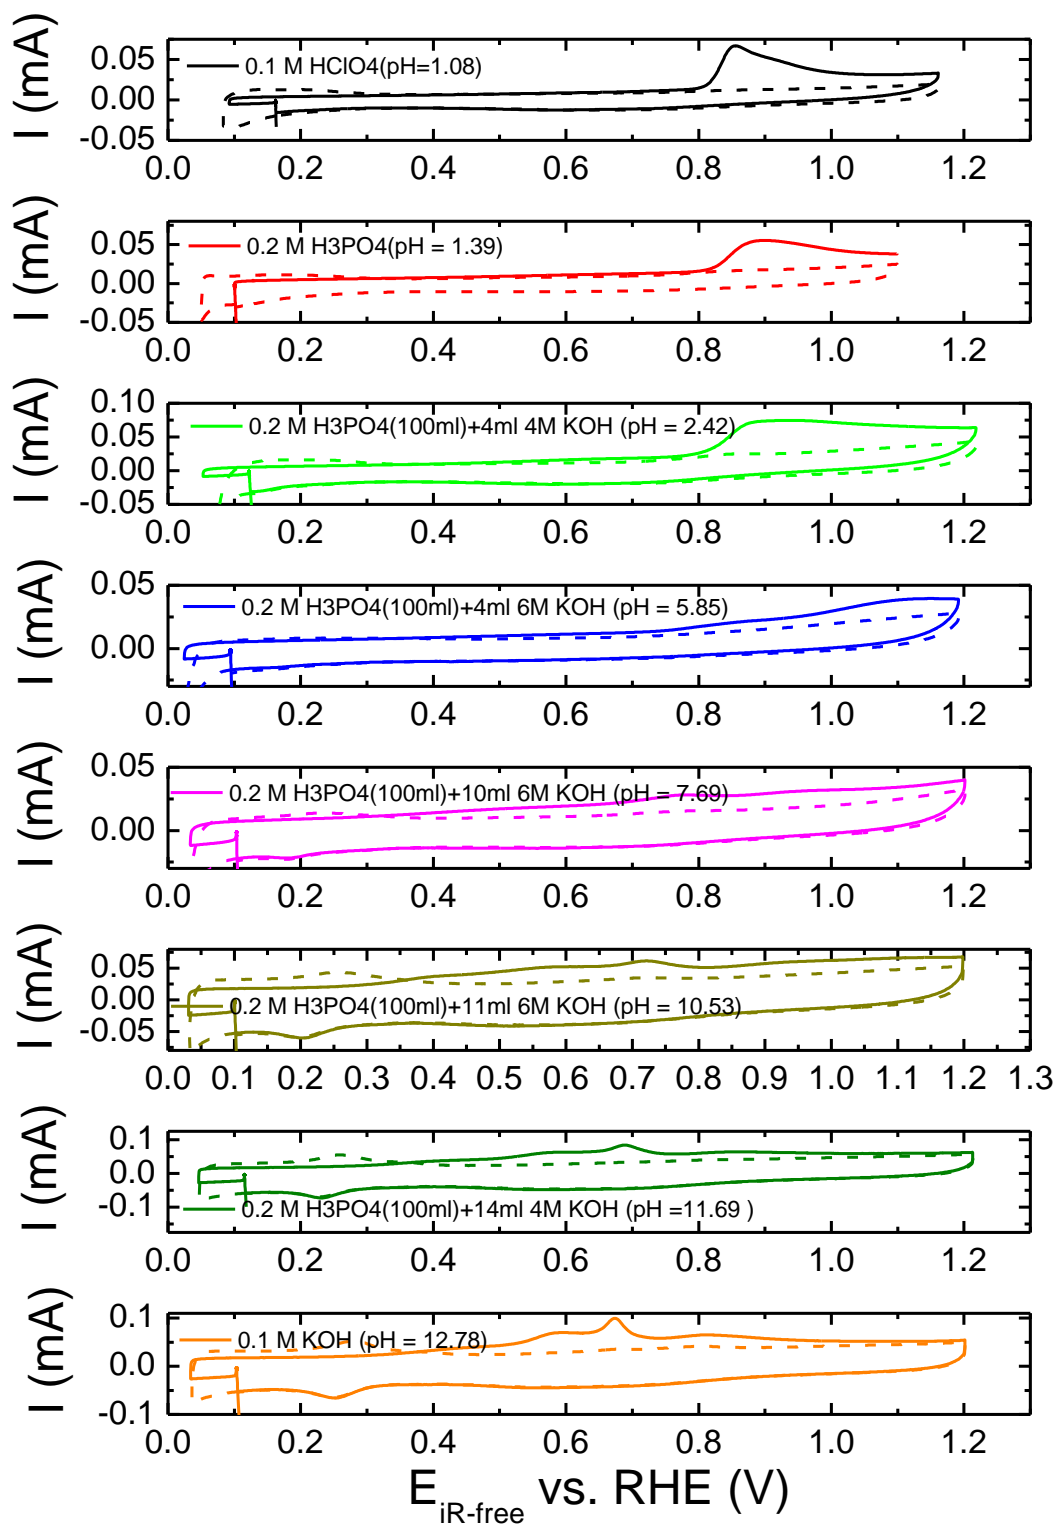 I (mA)
0.05
0.00
-0.05
0.1 M HClO4(pH=1.08)
0.0 0.2 0.4 0.6 0.8 1.0 1.2
I (mA)
0.05
0.00
-0.05
0.2 M H3PO4(pH = 1.39)
0.0 0.2 0.4 0.6 0.8 1.0 1.2
I (mA)
0.10
0.05
0.00
-0.05
0.2 M H3PO4(100ml)+4ml 4M KOH (pH = 2.42)
0.0 0.2 0.4 0.6 0.8 1.0 1.2
I (mA)
0.05
0.00
0.2 M H3PO4(100ml)+4ml 6M KOH (pH = 5.85)
0.0 0.2 0.4 0.6 0.8 1.0 1.2
I (mA)
0.05
0.00
0.2 M H3PO4(100ml)+10ml 6M KOH (pH = 7.69)
0.0 0.2 0.4 0.6 0.8 1.0 1.2
I (mA)
0.05
0.00
-0.05
0.2 M H3PO4(100ml)+11ml 6M KOH (pH = 10.53)
0.0 0.1 0.2 0.3 0.4 0.5 0.6 0.7 0.8 0.9 1.0 1.1 1.2 1.3
I (mA)
0.1
0.0
-0.1
0.2 M H3PO4(100ml)+14ml 4M KOH (pH =11.69 )
0.0 0.2 0.4 0.6 0.8 1.0 1.2
I (mA)
0.1
0.0
-0.1
0.1 M KOH (pH = 12.78)
0.0 0.2 0.4 0.6 0.8 1.0 1.2
E iR-free vs. RHE (V)